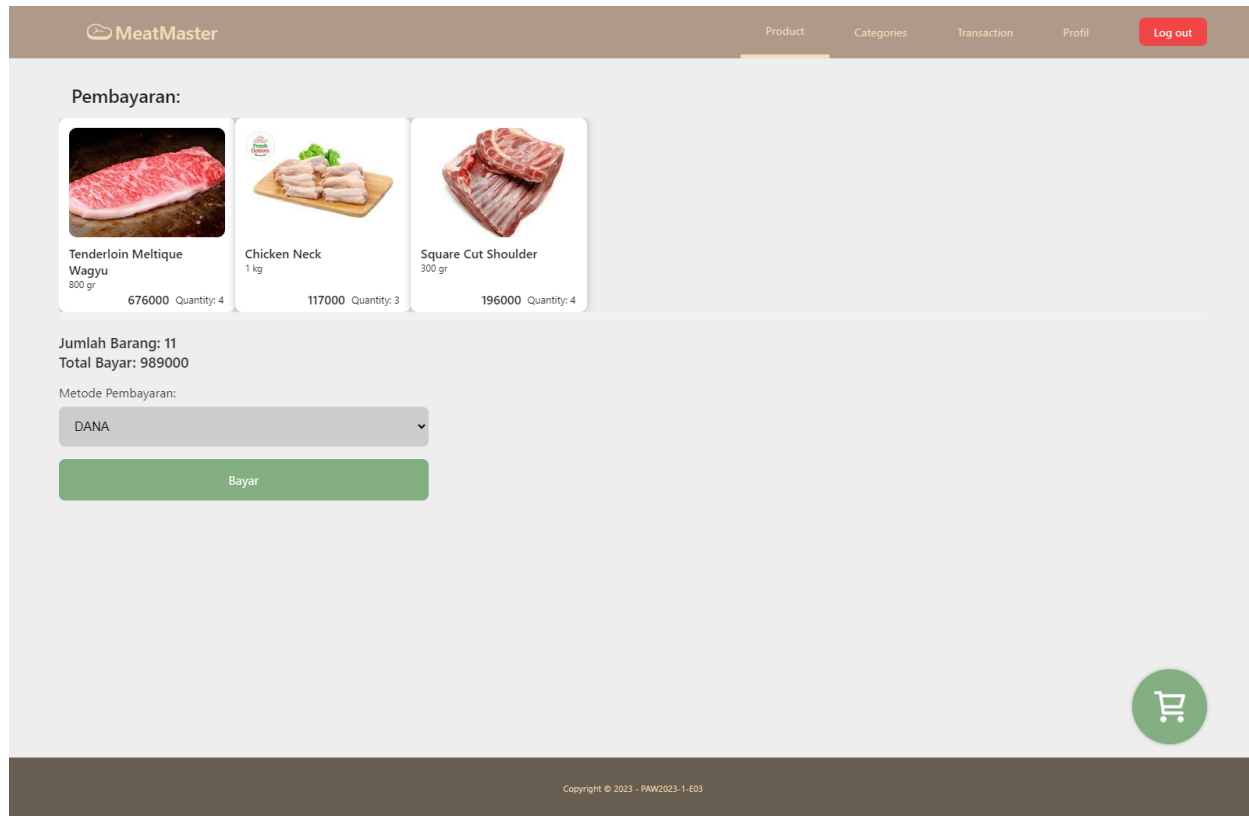 MeatMaster
Product
Categories
Transaction
Profil
Log out
Pembayaran:
Fresh
Options
Tenderloin Meltique
Wagyu
800 gr
676000 Quantity: 4
Chicken Neck
1 kg
117000 Quantity: 3
Square Cut Shoulder
300 gr
196000 Quantity: 4
Jumlah Barang: 11
Total Bayar: 989000
Metode Pembayaran:
DANA
Bayar
Copyright © 2023 - PAW2023-1-E03